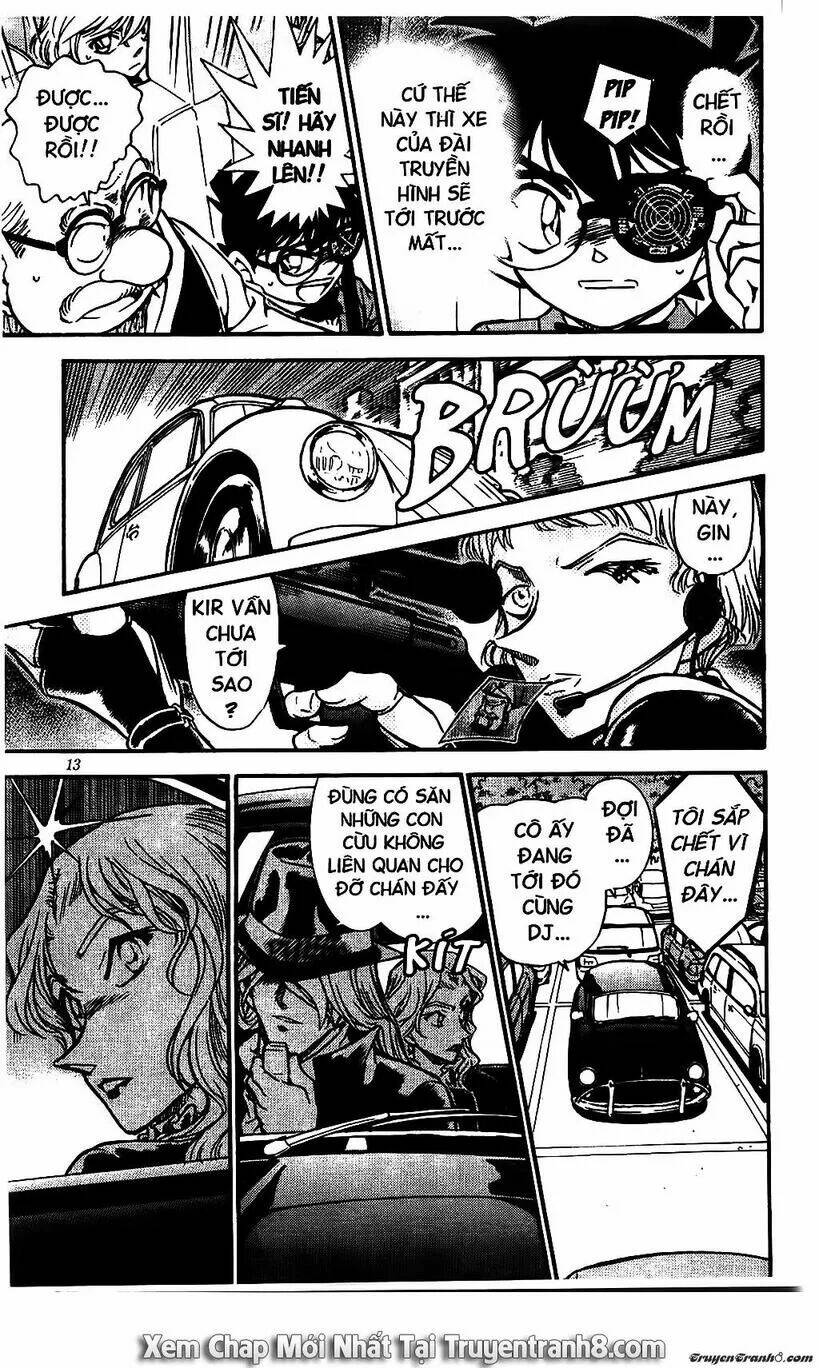 CHẾT
RỒI
...
PIP
PIP!
CỨ THẾ
NÀY THÌ XE
CỦA ĐÀI
TRUYỀN
HÌNH SẼ
TỚI TRƯỚC
MẤT...
TIẾN
SĨ! HÃY
NHANH
LÊN!!
ĐƯỢC...
ĐƯỢC
RỒI!!
BRỪỪM
NÀY,
GIN
...
KIR VẪN
CHƯA
TỚI
SAO
?
13
TÔI SẮP
CHẾT VÌ
CHÁN
ĐÂY...
ĐỢI
ĐÃ
...
CÔ ẤY
ĐANG
TỚI ĐÓ
CÙNG
DJ...
ĐỪNG CÓ SĂN
NHỮNG CON
CỪU KHÔNG
LIÊN QUAN CHO
ĐỠ CHÁN ĐẤY
...
KÍT
Xem Chap Mới Nhất Tại Truyentranh8.com
TruyenTranh8.com